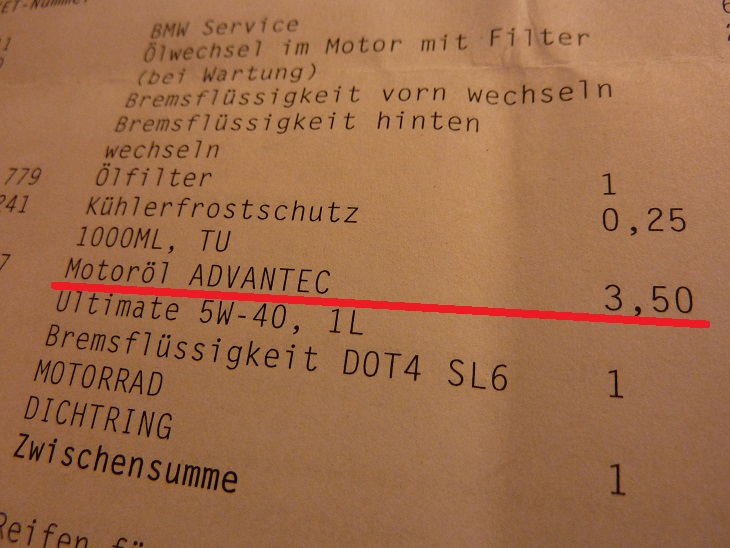 BMW Service
Ölwechsel im Motor mit Filter
(bei Wartung)
Bremsflüssigkeit vorn wechseln
Bremsflüssigkeit hinten
wechseln
779 Ölfilter 1
241 Kühlerfrostschutz 0,25
1000ML, TU
7 Motoröl ADVANTEC 3,50
Ultimate 5W-40, 1L
Bremsflüssigkeit DOT4 SL6 1
MOTORRAD
DICHTRING 1
Zwischensumme
Reifen